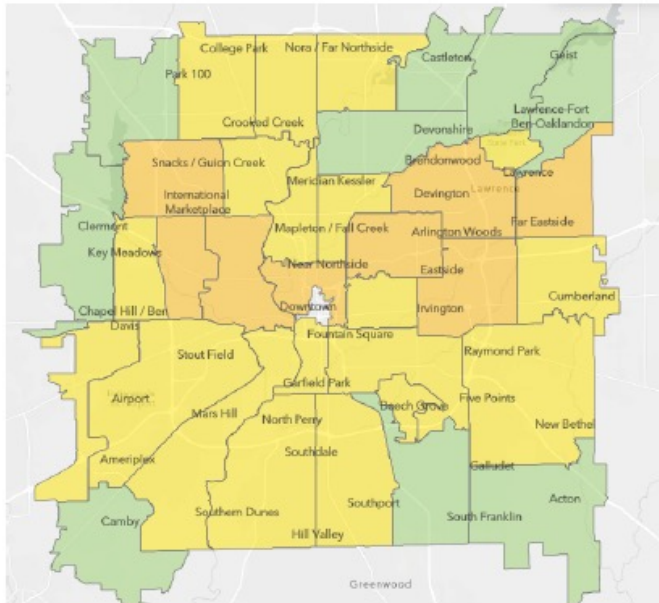 College Park
Nora / Far Northside
Castleton
Geist
Park 100
Lawrence-Fort
Ben-Oaklandon
Crooked Creek
Devonshire
Snacks / Guion Creek
Brendonwood
Lawrence
Meridian Kessler
International
Marketplace
Devington
Lawrence
Clermont
Mapleton / Fall Creek
Arlington Woods
Far Eastside
Key Meadows
Near Northside
Eastside
Cumberland
Chapel Hill / Ben
Davis
Downtown
Irvington
Fountain Square
Stout Field
Raymond Park
Garfield Park
Airport
Mars Hill
Beech Grove
Five Points
North Perry
New Bethel
Southdale
Ameriplex
Galludet
Southport
Acton
Camby
Southern Dunes
South Franklin
Hill Valley
Greenwood